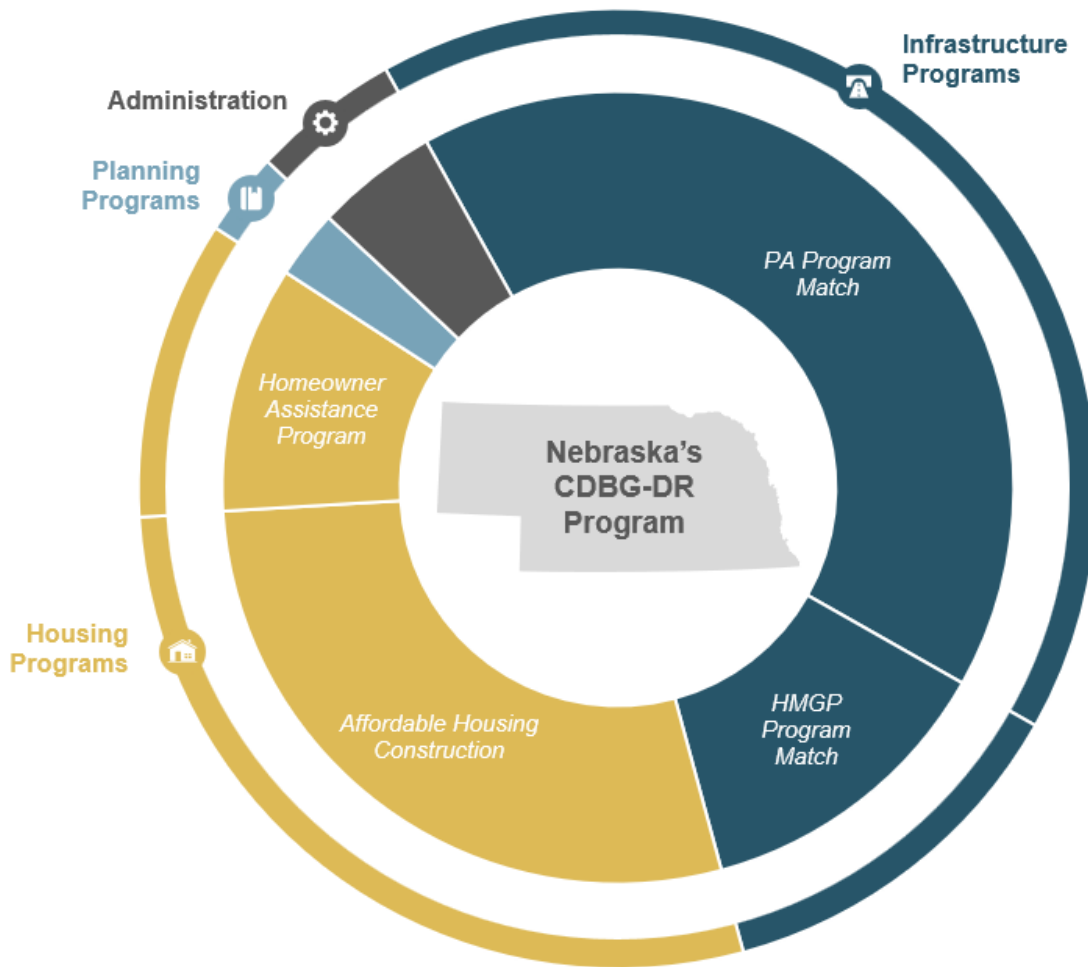 Infrastructure
Programs
Administration
Planning
Programs
PA Program
Match
Homeowner
Assistance
Program
Nebraska’s
CDBG-DR
Program
Housing
Programs
HMGP
Program
Match
Affordable Housing
Construction